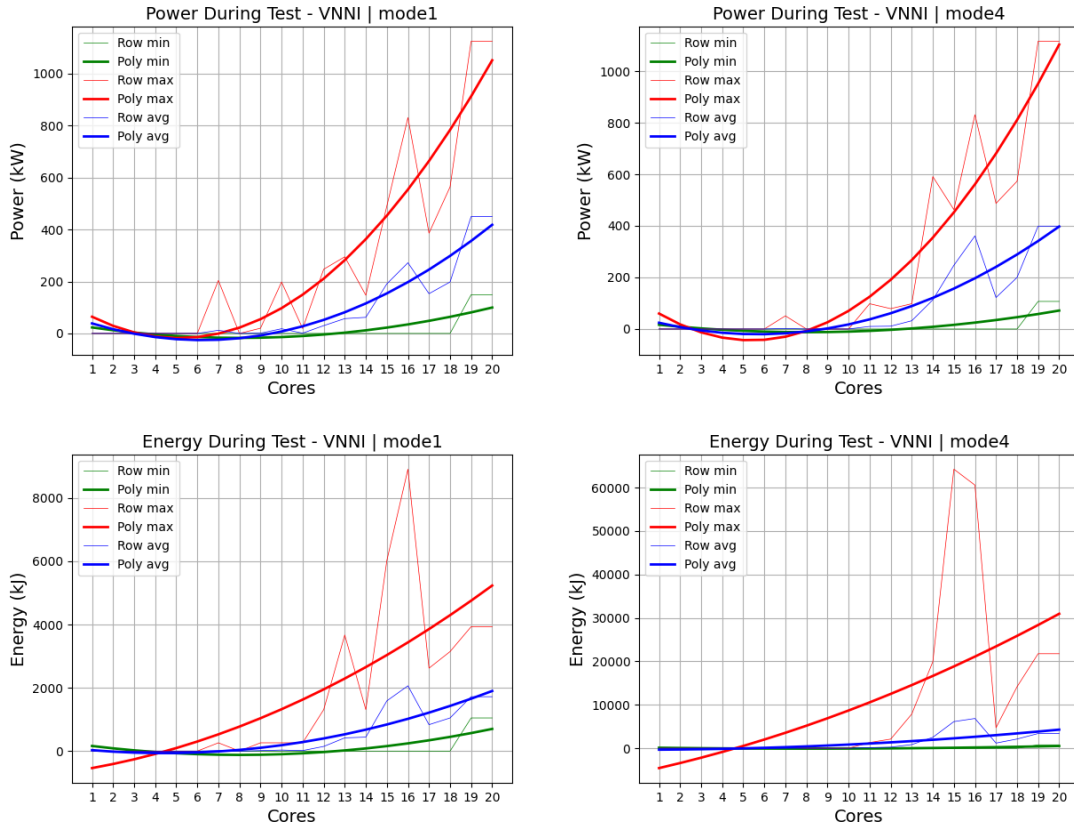 Power During Test - VNNI | mode1
Power (kW)
1000
800
600
400
200
0
Row min
Poly min
Row max
Poly max
Row avg
Poly avg
1 2 3 4 5 6 7 8 9 10 11 12 13 14 15 16 17 18 19 20
Cores
Power During Test - VNNI | mode4
Power (kW)
1000
800
600
400
200
0
Row min
Poly min
Row max
Poly max
Row avg
Poly avg
1 2 3 4 5 6 7 8 9 10 11 12 13 14 15 16 17 18 19 20
Cores
Energy During Test - VNNI | mode1
Energy (kJ)
8000
6000
4000
2000
0
Row min
Poly min
Row max
Poly max
Row avg
Poly avg
1 2 3 4 5 6 7 8 9 10 11 12 13 14 15 16 17 18 19 20
Cores
Energy During Test - VNNI | mode4
Energy (kJ)
60000
50000
40000
30000
20000
10000
0
Row min
Poly min
Row max
Poly max
Row avg
Poly avg
1 2 3 4 5 6 7 8 9 10 11 12 13 14 15 16 17 18 19 20
Cores